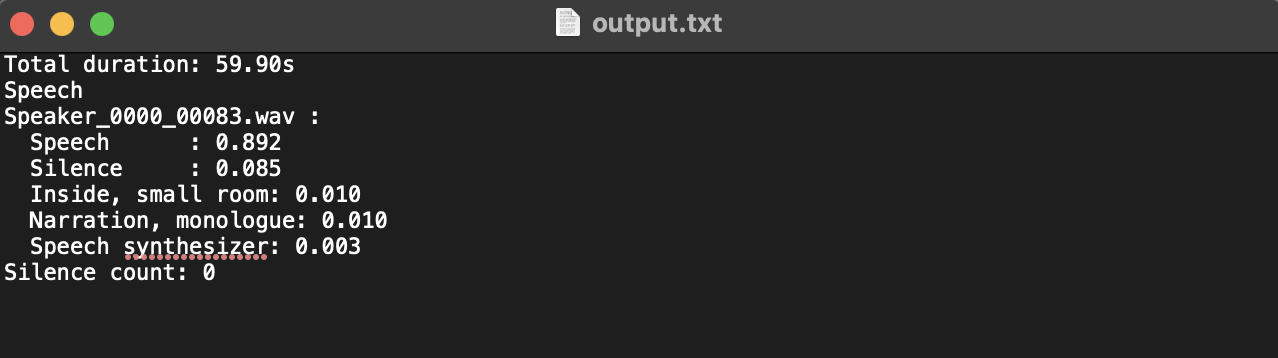 output.txt
Total duration: 59.90s
Speech
Speaker_0000_00083.wav :
  Speech      : 0.892
  Silence     : 0.085
  Inside, small room: 0.010
  Narration, monologue: 0.010
  Speech synthesizer: 0.003
Silence count: 0